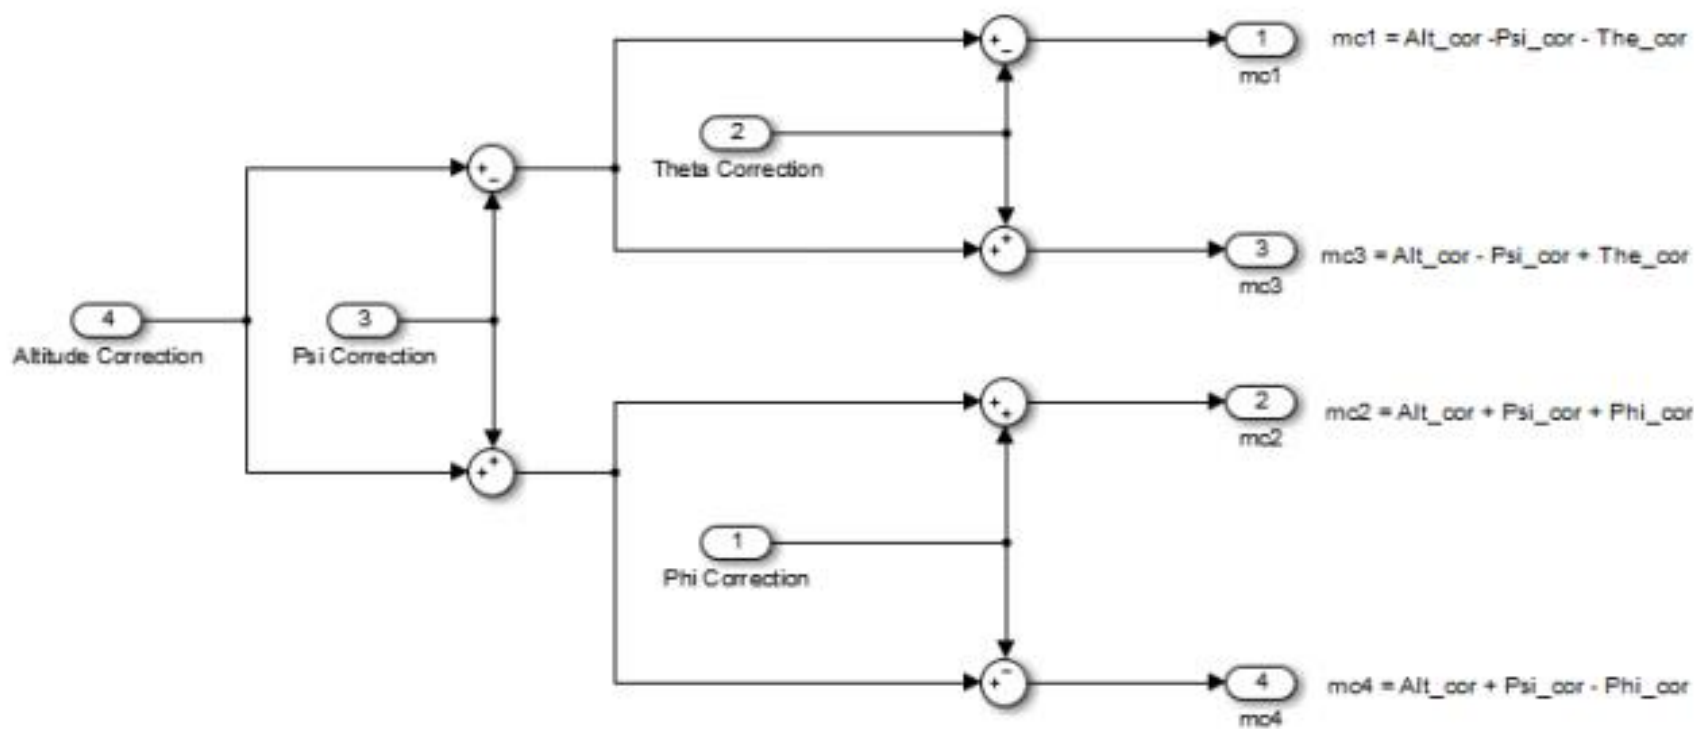 1
mc1
mc1 = Alt_cor -Psi_cor - The_cor
2
Theta Correction
+
-
+
-
3
mc3
mc3 = Alt_cor - Psi_cor + The_cor
+
+
4
Altitude Correction
3
Psi Correction
+
-
2
mc2
mc2 = Alt_cor + Psi_cor + Phi_cor
+
+
+
+
1
Phi Correction
4
mc4
mc4 = Alt_cor + Psi_cor - Phi_cor